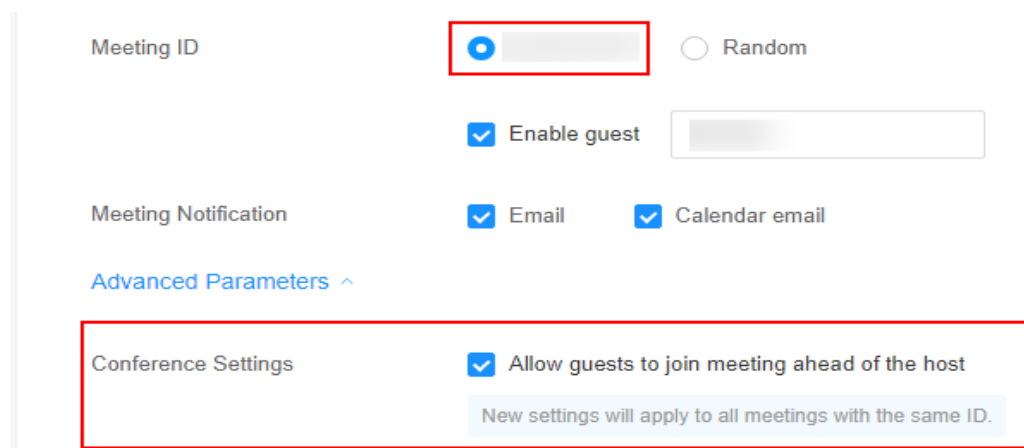 Meeting ID
Random
Enable guest
Meeting Notification
Email
Calendar email
Advanced Parameters
Conference Settings
Allow guests to join meeting ahead of the host
New settings will apply to all meetings with the same ID.